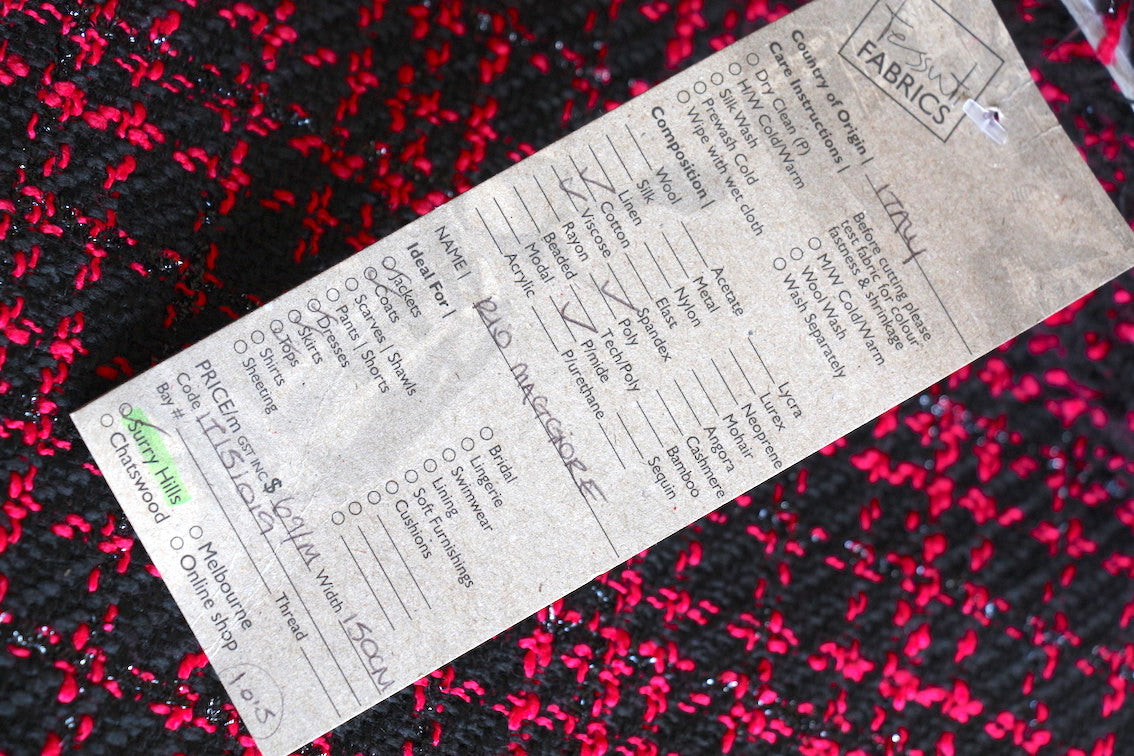 Tessuti
FABRICS
Country of Origin | ITALY
Care Instructions |
Before cutting please
test fabric for colour
fastness & shrinkage
Dry Clean (P)
H/W Cold/Warm
Silk Wash
Prewash Cold
Wipe with wet cloth
M/W Cold/Warm
Wool Wash
Wash Separately
Composition |
Wool
Silk
Linen
Cotton
Viscose
Rayon
Beaded
Modal
Acrylic
Acetate
Metal
Nylon
Elast
Spandex
Poly
Tech/Poly
P/mide
Purethane
Lycra
Lurex
Neoprene
Mohair
Angora
Cashmere
Bamboo
Sequin
NAME | RIO MAGGIORE
Ideal For |
Jackets
Coats
Scarves | Shawls
Pants | Shorts
Dresses
Skirts
Tops
Shirts
Sheeting
Bridal
Lingerie
Swimwear
Lining
Soft Furnishings
Cushions
PRICE/m GST INC $ 69/M Width 150CM
Code IT151019
Bay # Thread
Surry Hills
Chatswood
Melbourne
Online shop
1.0.5